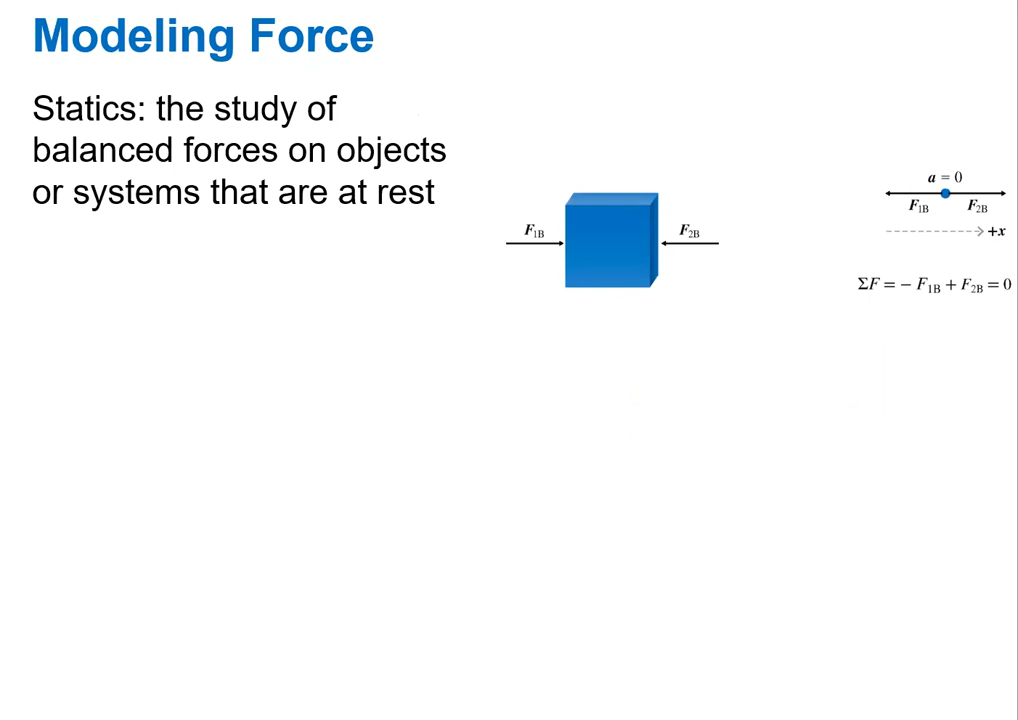 Modeling Force
Statics: the study of
balanced forces on objects
or systems that are at rest
F1B
F2B
a = 0
F1B
F2B
+x
ΣF = − F1B + F2B = 0